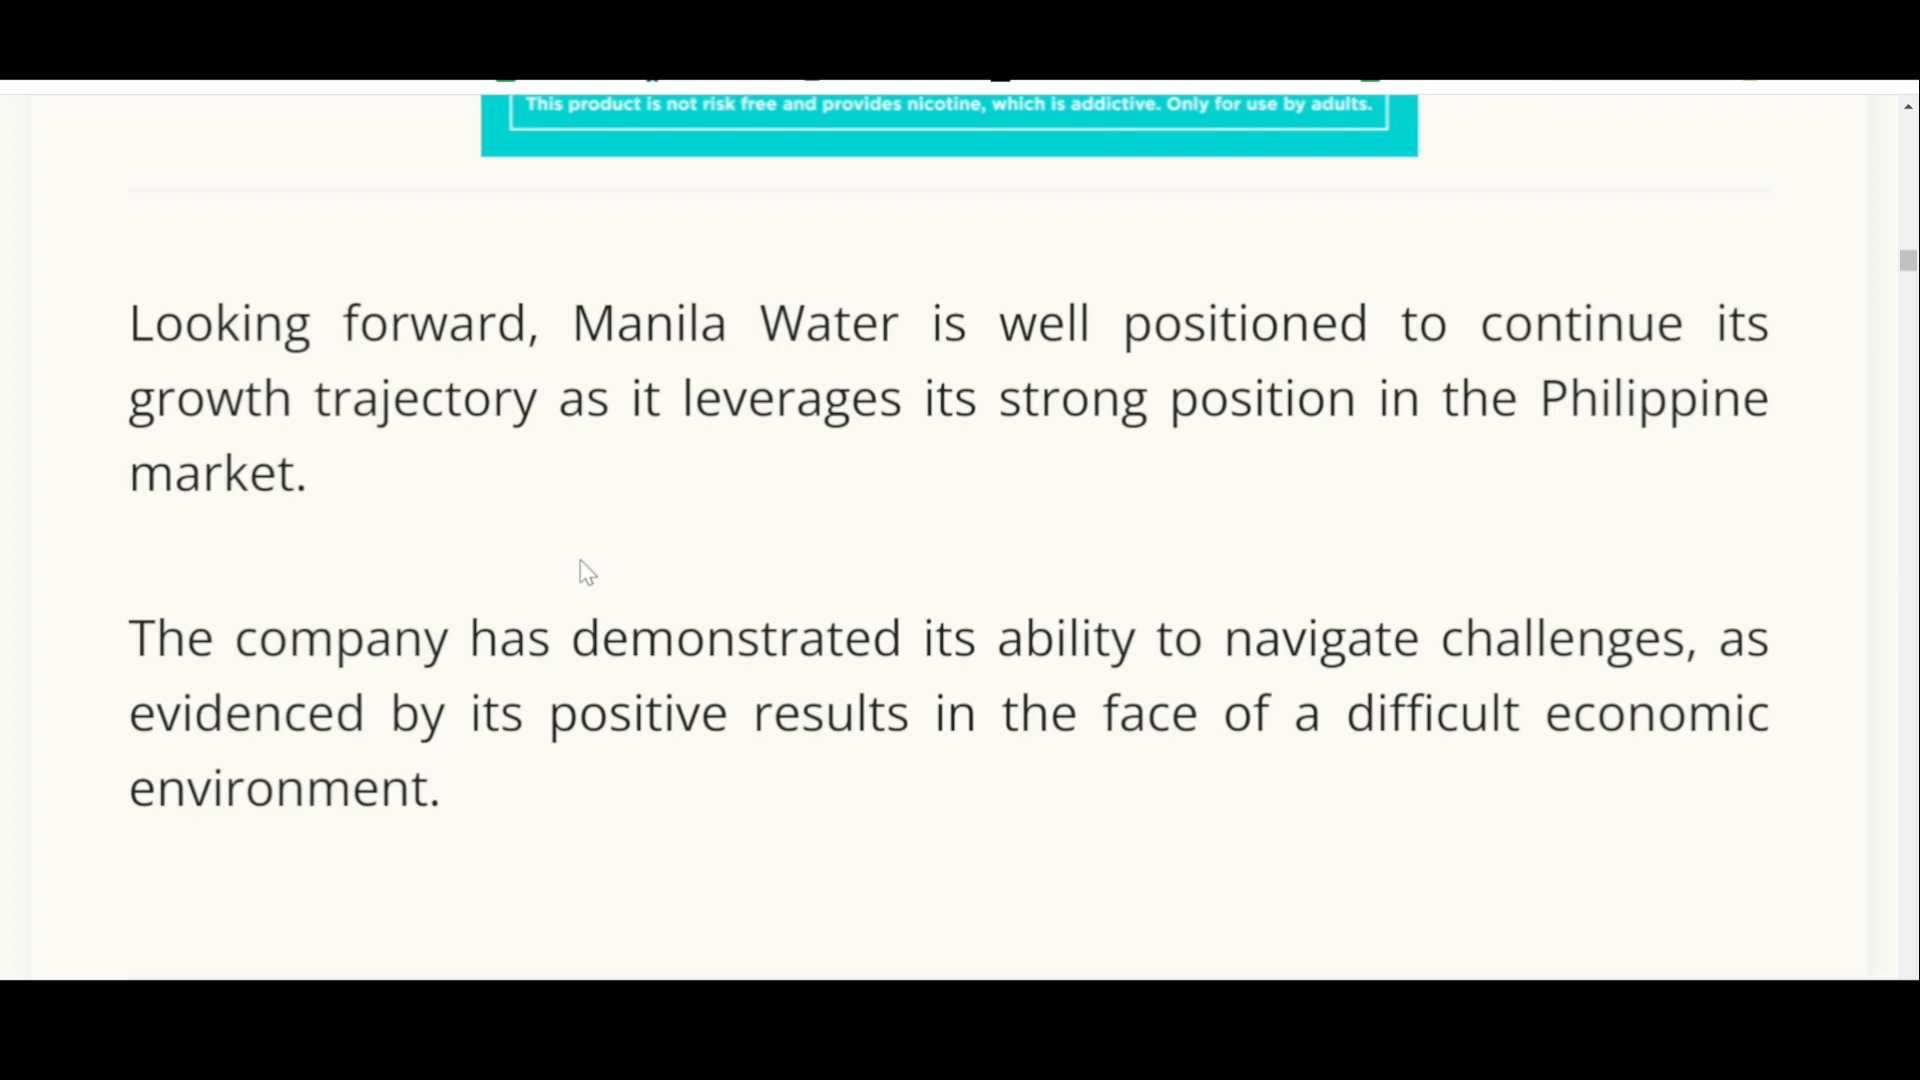 This product is not risk free and provides nicotine, which is addictive. Only for use by adults.
Looking forward, Manila Water is well positioned to continue its
growth trajectory as it leverages its strong position in the Philippine
market.
The company has demonstrated its ability to navigate challenges, as
evidenced by its positive results in the face of a difficult economic
environment.